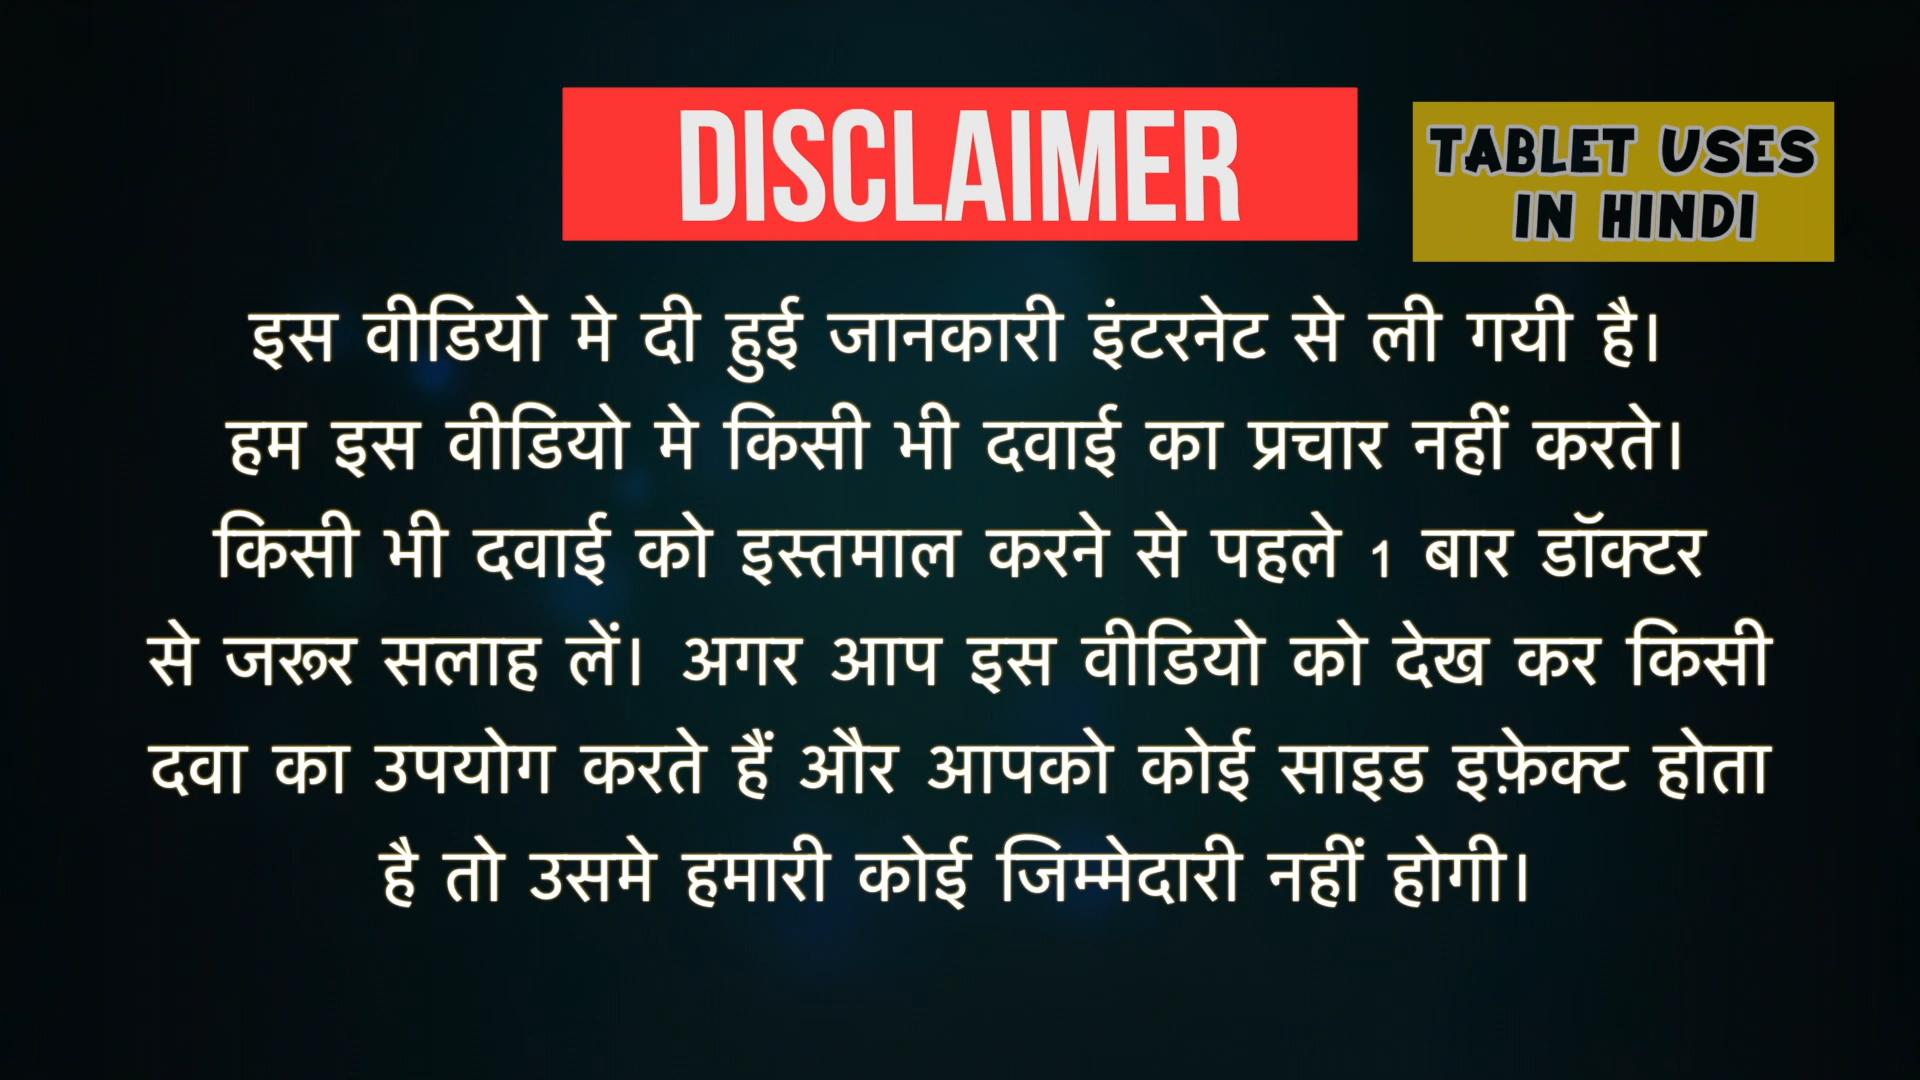 DISCLAIMER
TABLET USES
IN HINDI
इस वीडियो मे दी हुई जानकारी इंटरनेट से ली गयी है।
हम इस वीडियो मे किसी भी दवाई का प्रचार नहीं करते।
किसी भी दवाई को इस्तमाल करने से पहले 1 बार डॉक्टर
से जरूर सलाह लें। अगर आप इस वीडियो को देख कर किसी
दवा का उपयोग करते हैं और आपको कोई साइड इफ़ेक्ट होता
है तो उसमे हमारी कोई जिम्मेदारी नहीं होगी।